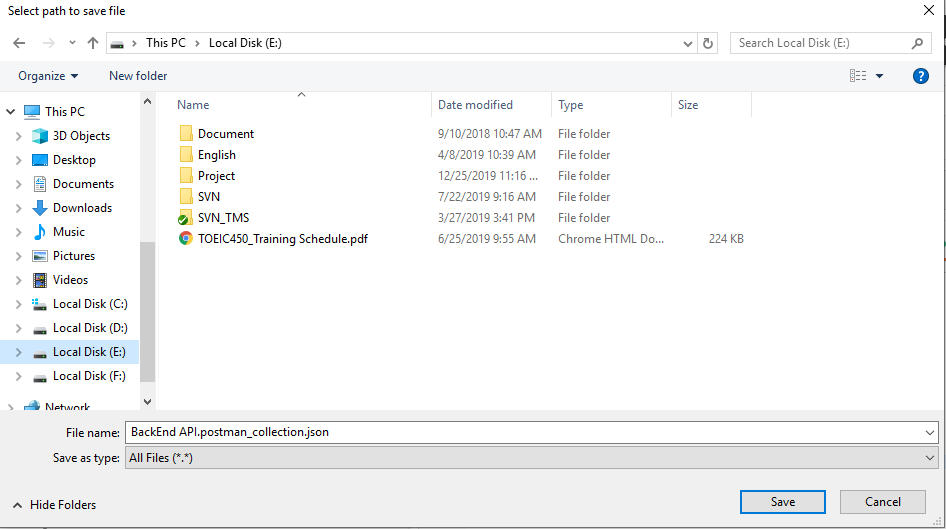 Select path to save file
This PC > Local Disk (E:)
Search Local Disk (E:)
Organize New folder
Name Date modified Type Size
This PC
3D Objects
Desktop
Documents
Downloads
Music
Pictures
Videos
Local Disk (C:)
Local Disk (D:)
Local Disk (E:)
Local Disk (F:)
Network
Document 9/10/2018 10:47 AM File folder
English 4/8/2019 10:39 AM File folder
Project 12/25/2019 11:16 ... File folder
SVN 7/22/2019 9:16 AM File folder
SVN_TMS 3/27/2019 3:41 PM File folder
TOEIC450_Training Schedule.pdf 6/25/2019 9:55 AM Chrome HTML Do... 224 KB
File name: BackEnd API.postman_collection.json
Save as type: All Files (*.*)
Hide Folders Save Cancel